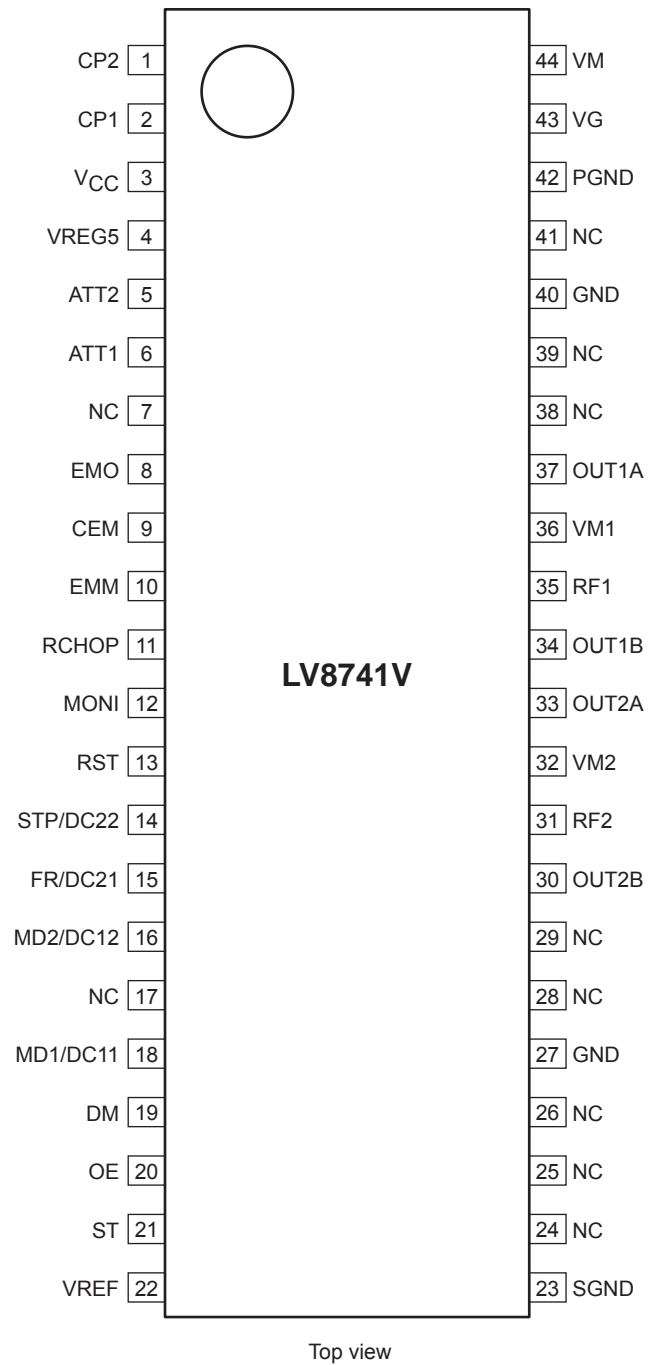 CP2 1 44 VM
CP1 2 43 VG
VCC 3 42 PGND
VREG5 4 41 NC
ATT2 5 40 GND
ATT1 6 39 NC
NC 7 38 NC
EMO 8 37 OUT1A
CEM 9 36 VM1
EMM 10 35 RF1
RCHOP 11 34 OUT1B
LV8741V
MONI 12 33 OUT2A
RST 13 32 VM2
STP/DC22 14 31 RF2
FR/DC21 15 30 OUT2B
MD2/DC12 16 29 NC
NC 17 28 NC
MD1/DC11 18 27 GND
DM 19 26 NC
OE 20 25 NC
ST 21 24 NC
VREF 22 23 SGND
Top view